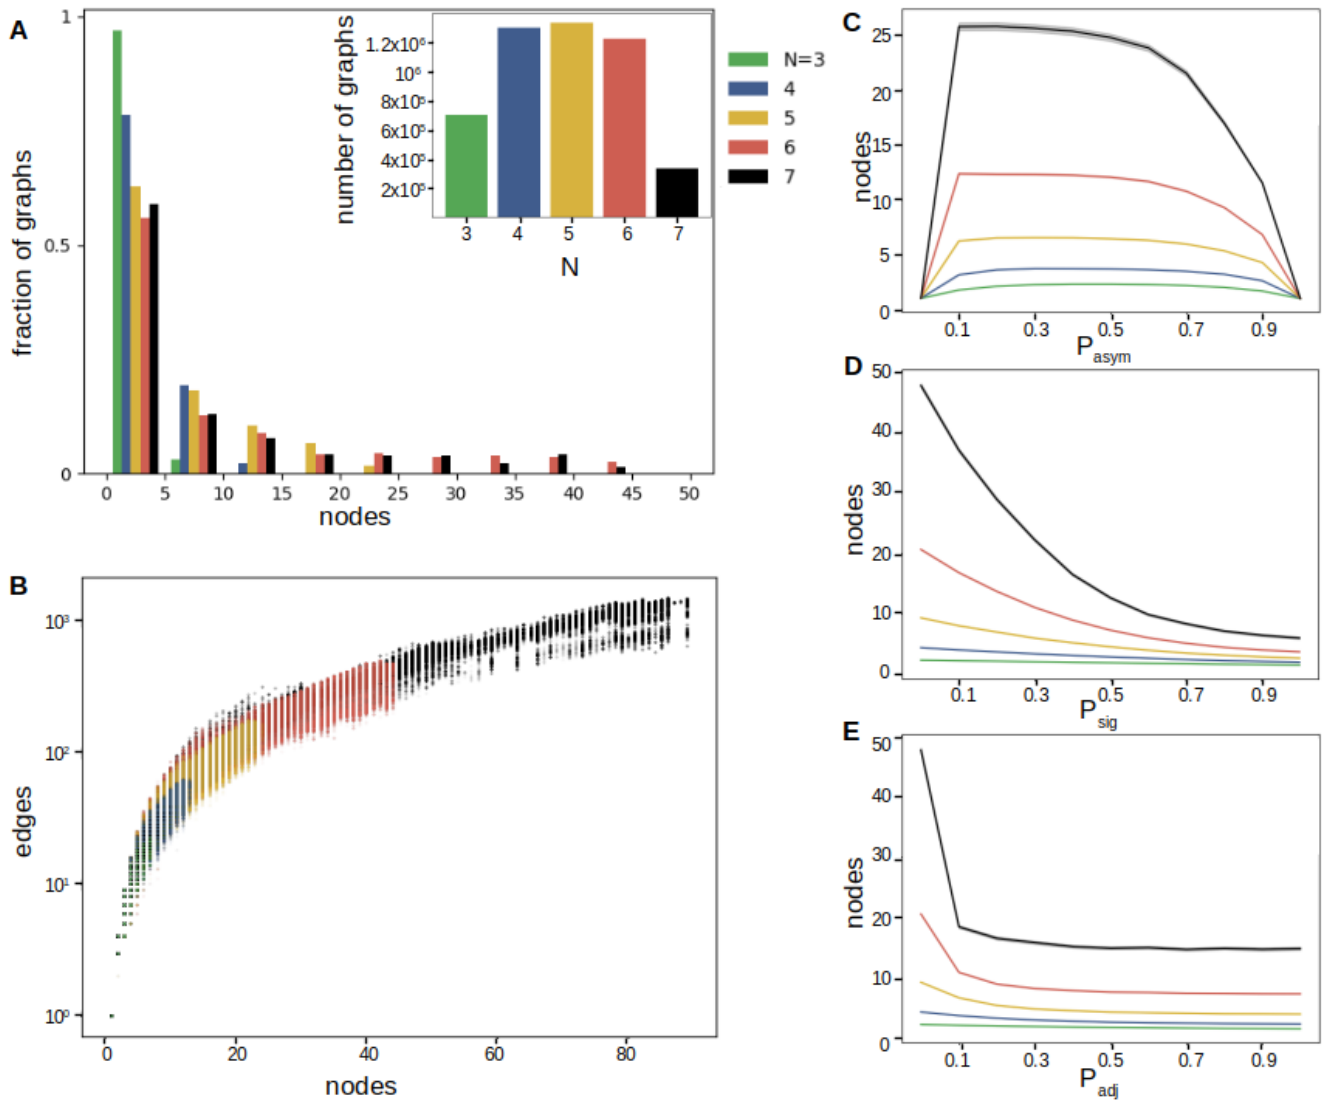 A
1
0.5
0
fraction of graphs
0 5 10 15 20 25 30 35 40 45 50
nodes
number of graphs
1.2x10⁶
10⁶
8x10⁵
6x10⁵
4x10⁵
2x10⁵
3 4 5 6 7
N
N=3
4
5
6
7
B
10³
10²
10¹
10⁰
edges
0 20 40 60 80
nodes
C
25
20
15
10
5
0
nodes
0.1 0.3 0.5 0.7 0.9
P_asym
D
50
40
30
20
10
0
nodes
0.1 0.3 0.5 0.7 0.9
P_sig
E
50
40
30
20
10
0
nodes
0.1 0.3 0.5 0.7 0.9
P_adj